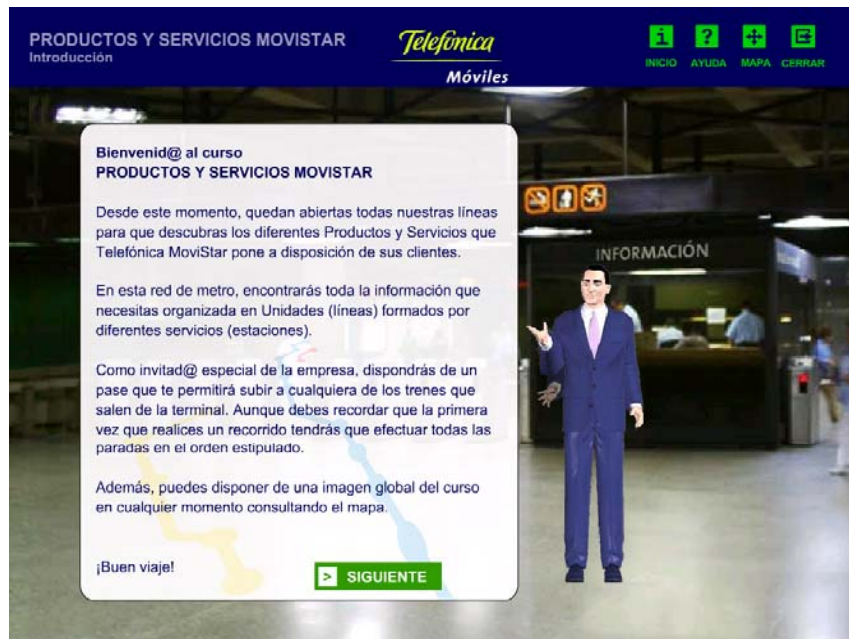 PRODUCTOS Y SERVICIOS MOVISTAR
Introducción
Telefónica
Móviles
INICIO AYUDA MAPA CERRAR
Bienvenid@ al curso
PRODUCTOS Y SERVICIOS MOVISTAR
Desde este momento, quedan abiertas todas nuestras líneas
para que descubras los diferentes Productos y Servicios que
Telefónica MoviStar pone a disposición de sus clientes.
En esta red de metro, encontrarás toda la información que
necesitas organizada en Unidades (líneas) formados por
diferentes servicios (estaciones).
Como invitad@ especial de la empresa, dispondrás de un
pase que te permitirá subir a cualquiera de los trenes que
salen de la terminal. Aunque debes recordar que la primera
vez que realices un recorrido tendrás que efectuar todas las
paradas en el orden estipulado.
Además, puedes disponer de una imagen global del curso
en cualquier momento consultando el mapa.
¡Buen viaje!
> SIGUIENTE
INFORMACIÓN